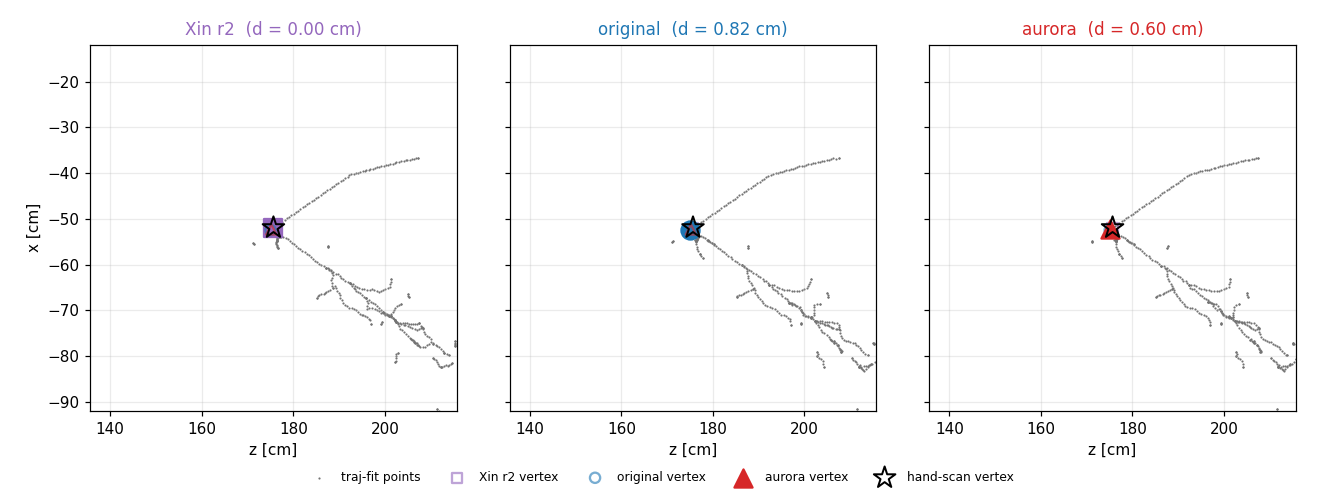 Xin r2  (d = 0.00 cm)
original  (d = 0.82 cm)
aurora  (d = 0.60 cm)
x [cm]
−20
−30
−40
−50
−60
−70
−80
−90
140 160 180 200
140 160 180 200
140 160 180 200
z [cm]
z [cm]
z [cm]
traj-fit points
Xin r2 vertex
original vertex
aurora vertex
hand-scan vertex